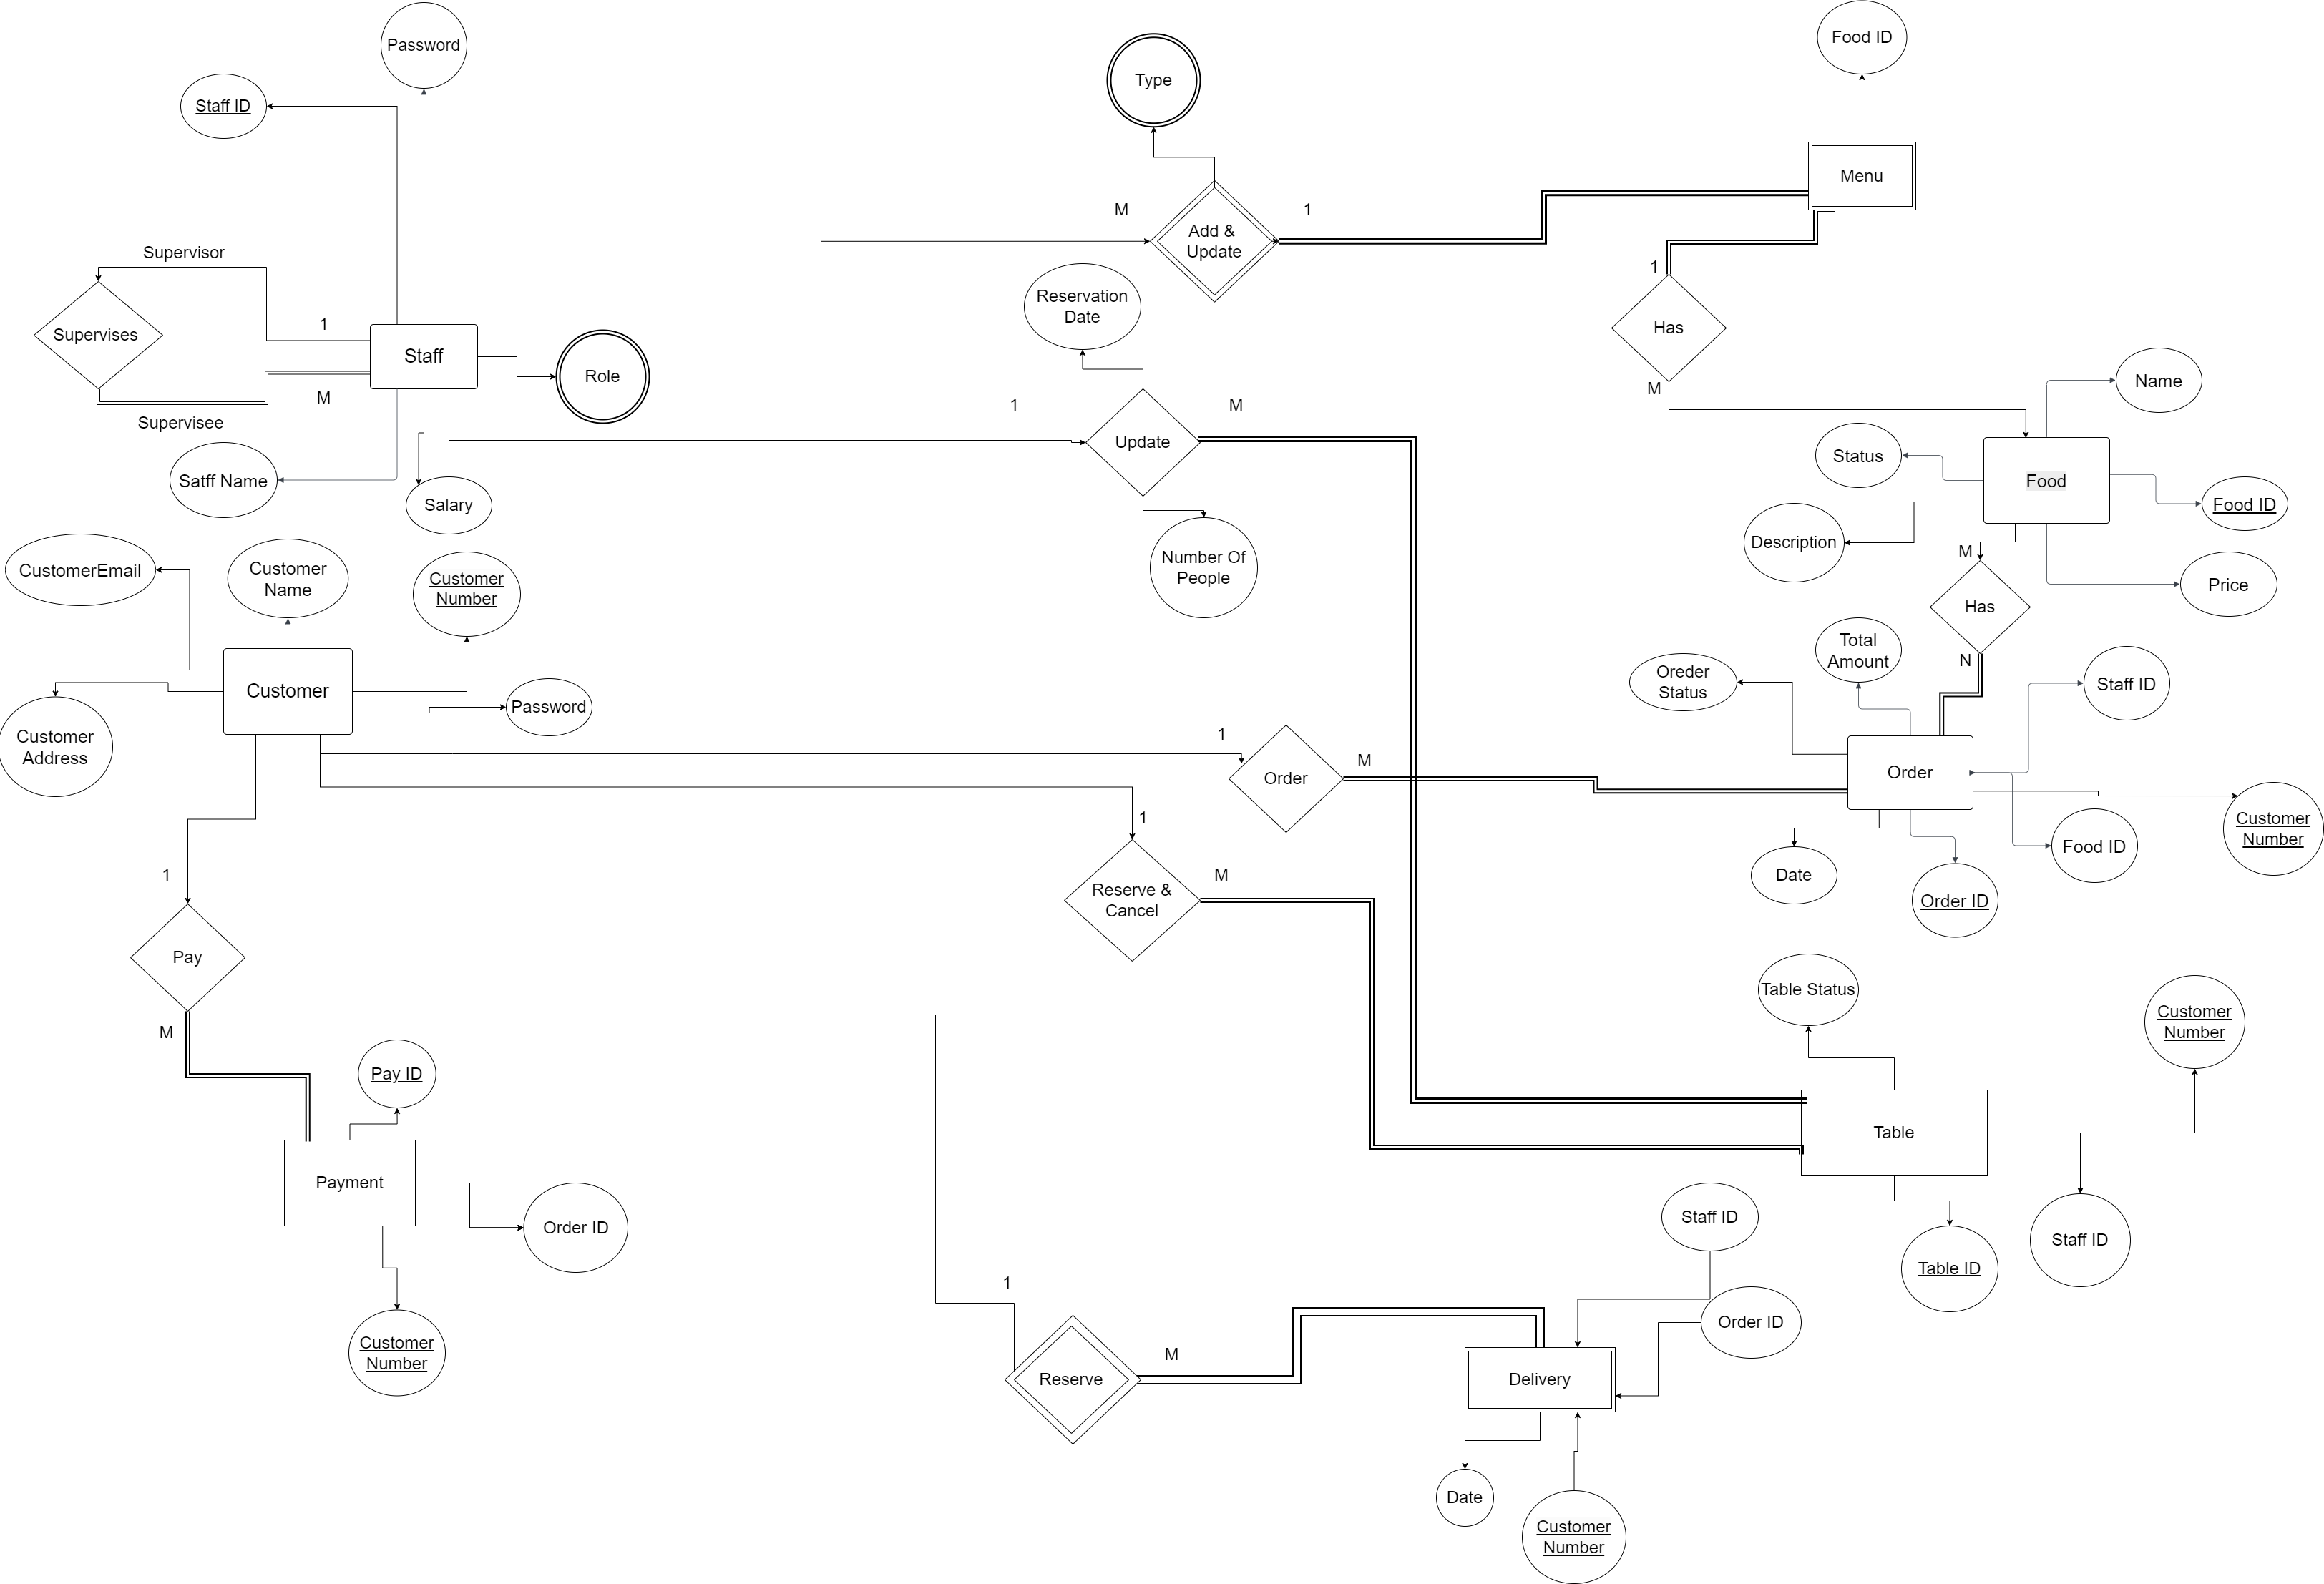 Password
Food ID
Type
Staff ID
Menu
M
1
Add &
Update
Supervisor
1
Reservation
Date
Has
1
Supervises
Staff
Role
M
Name
Supervisee
M
1
M
Update
Status
Food
Satff Name
Salary
Food ID
Description
Number Of
People
M
Price
CustomerEmail
Customer
Name
Customer
Number
Has
Total
Amount
N
Oreder
Status
Staff ID
Customer
Password
Customer
Address
1
M
Order
Order
Customer
Number
1
Food ID
Date
1
M
Reserve &
Cancel
Order ID
Pay
Table Status
Customer
Number
M
Pay ID
Table
Payment
Staff ID
Order ID
Staff ID
Table ID
1
Order ID
Customer
Number
M
Reserve
Delivery
Date
Customer
Number